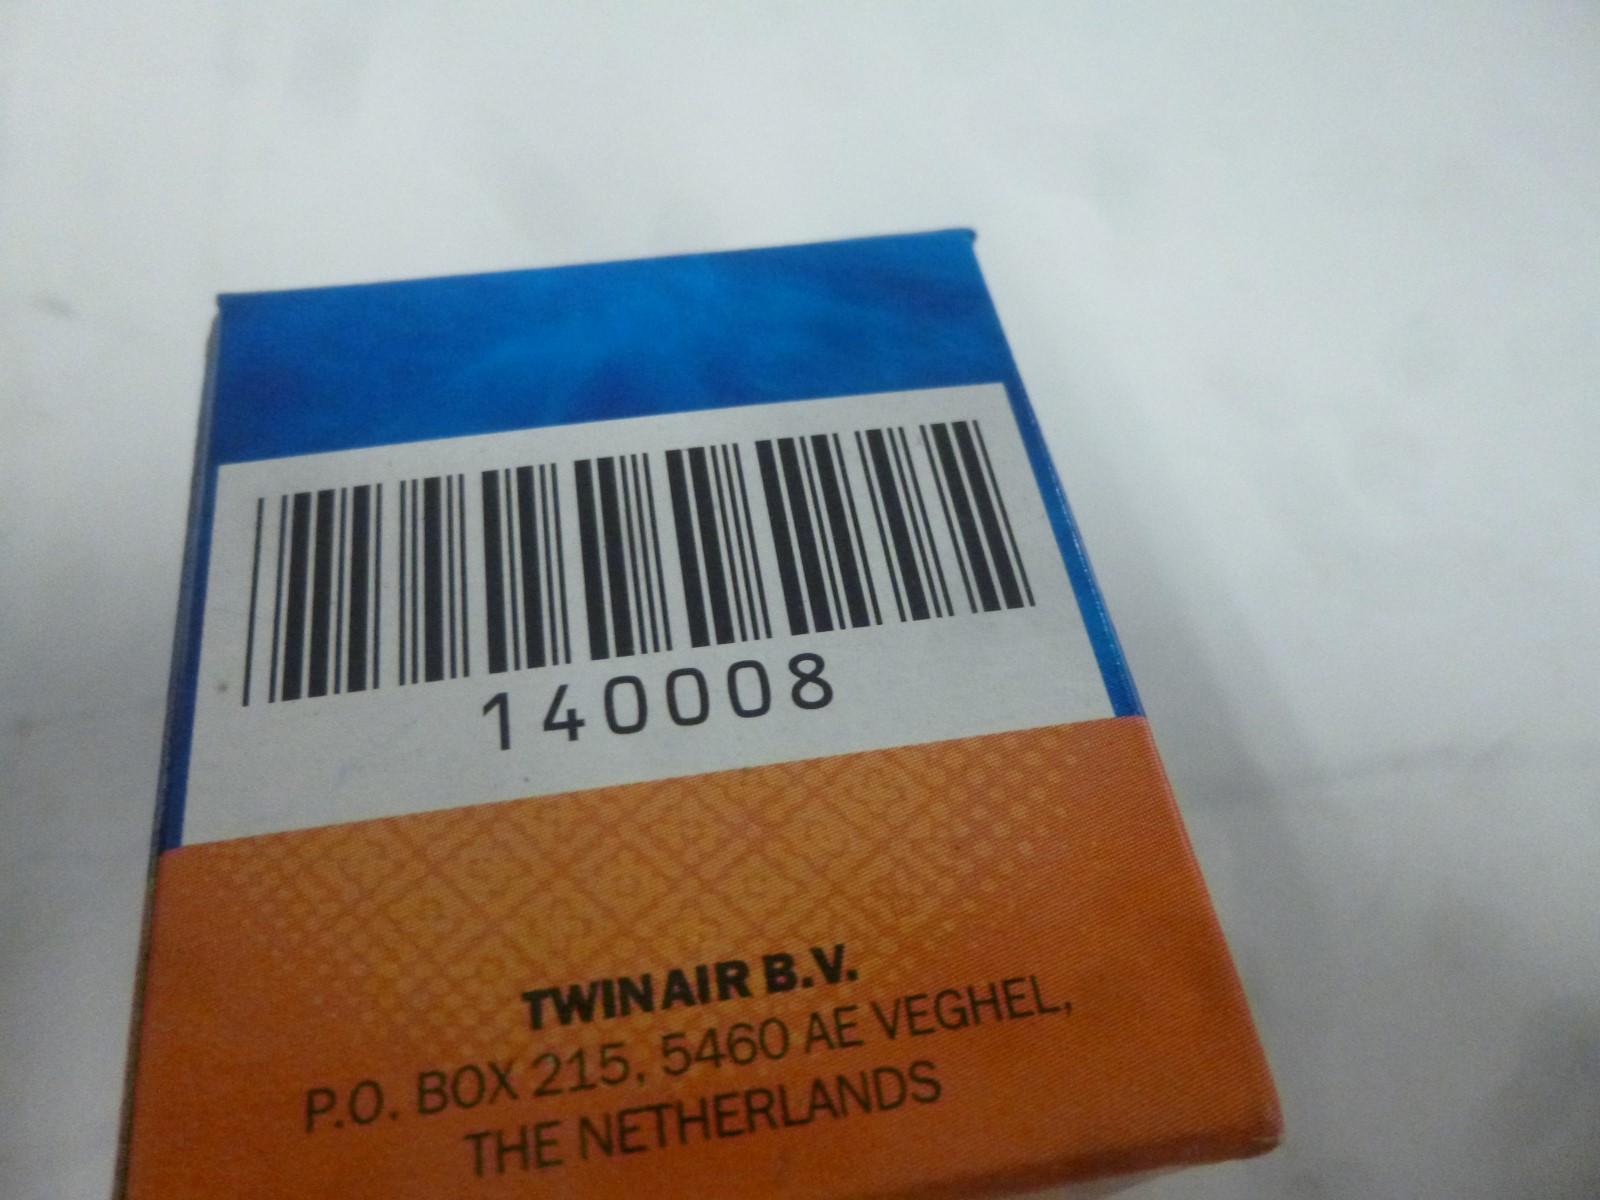 140008
TWIN AIR B.V.
P.O. BOX 215, 5460 AE VEGHEL,
THE NETHERLANDS